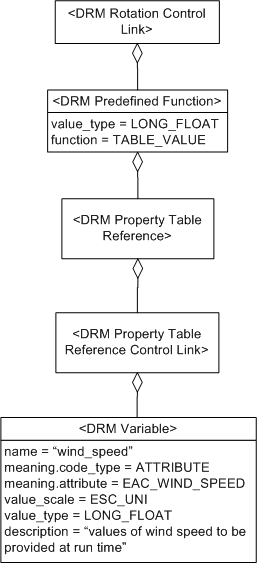 <DRM Rotation Control
Link>
<DRM Predefined Function>
value_type = LONG_FLOAT
function = TABLE_VALUE
<DRM Property Table
Reference>
<DRM Property Table
Reference Control Link>
<DRM Variable>
name = “wind_speed”
meaning.code_type = ATTRIBUTE
meaning.attribute = EAC_WIND_SPEED
value_scale = ESC_UNI
value_type = LONG_FLOAT
description = “values of wind speed to be
provided at run time”